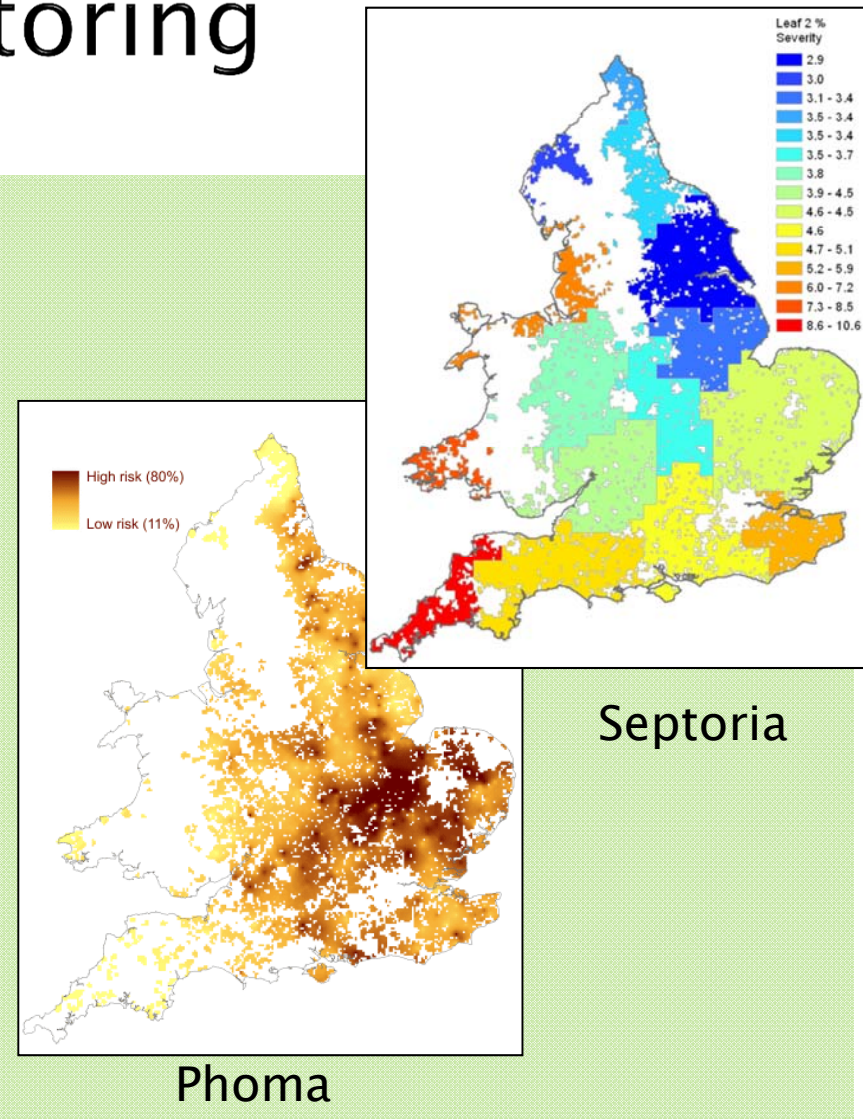 toring
Leaf 2 %
Severity
2.9
3.0
3.1 - 3.4
3.5 - 3.4
3.5 - 3.4
3.5 - 3.7
3.8
3.9 - 4.5
4.6 - 4.5
4.6
4.7 - 5.1
5.2 - 5.9
6.0 - 7.2
7.3 - 8.5
8.6 - 10.6
High risk (80%)
Low risk (11%)
Septoria
Phoma